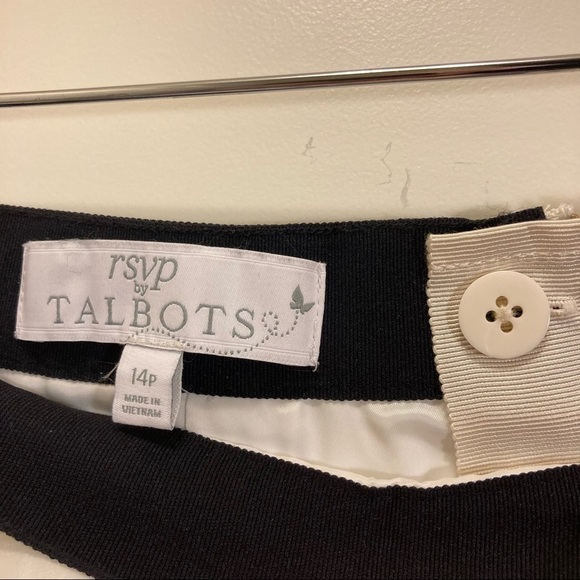 rsvp
by
TALBOTS
14P
MADE IN
VIETNAM